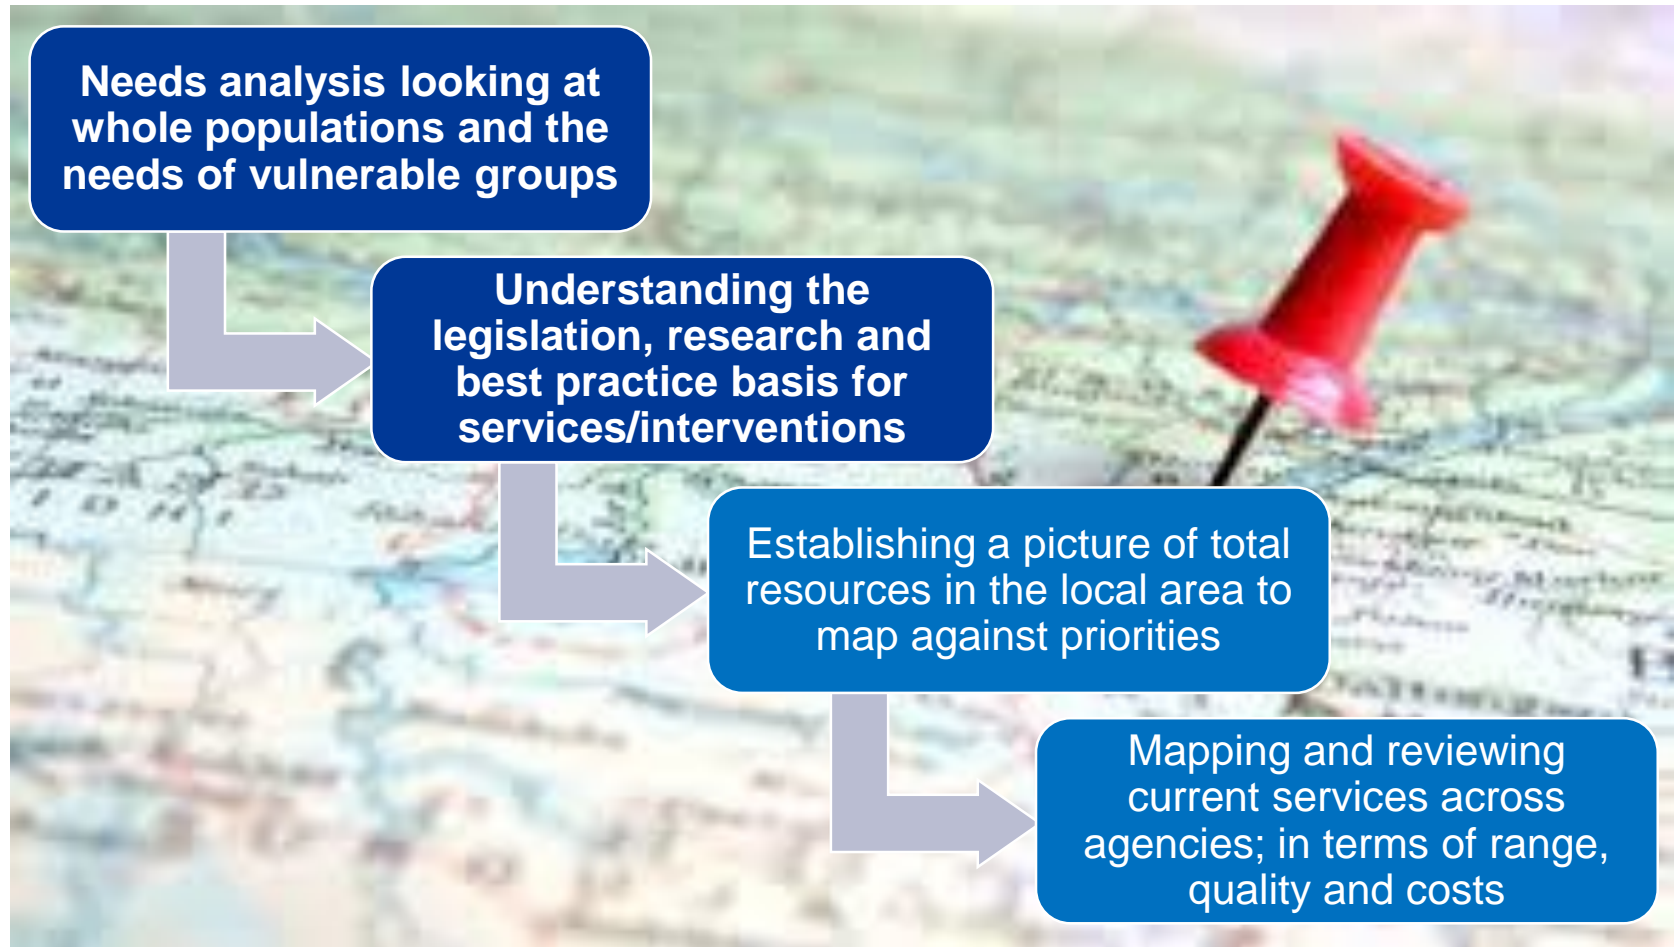 Needs analysis looking at
whole populations and the
needs of vulnerable groups
Understanding the
legislation, research and
best practice basis for
services/interventions
Establishing a picture of total
resources in the local area to
map against priorities
Mapping and reviewing
current services across
agencies; in terms of range,
quality and costs